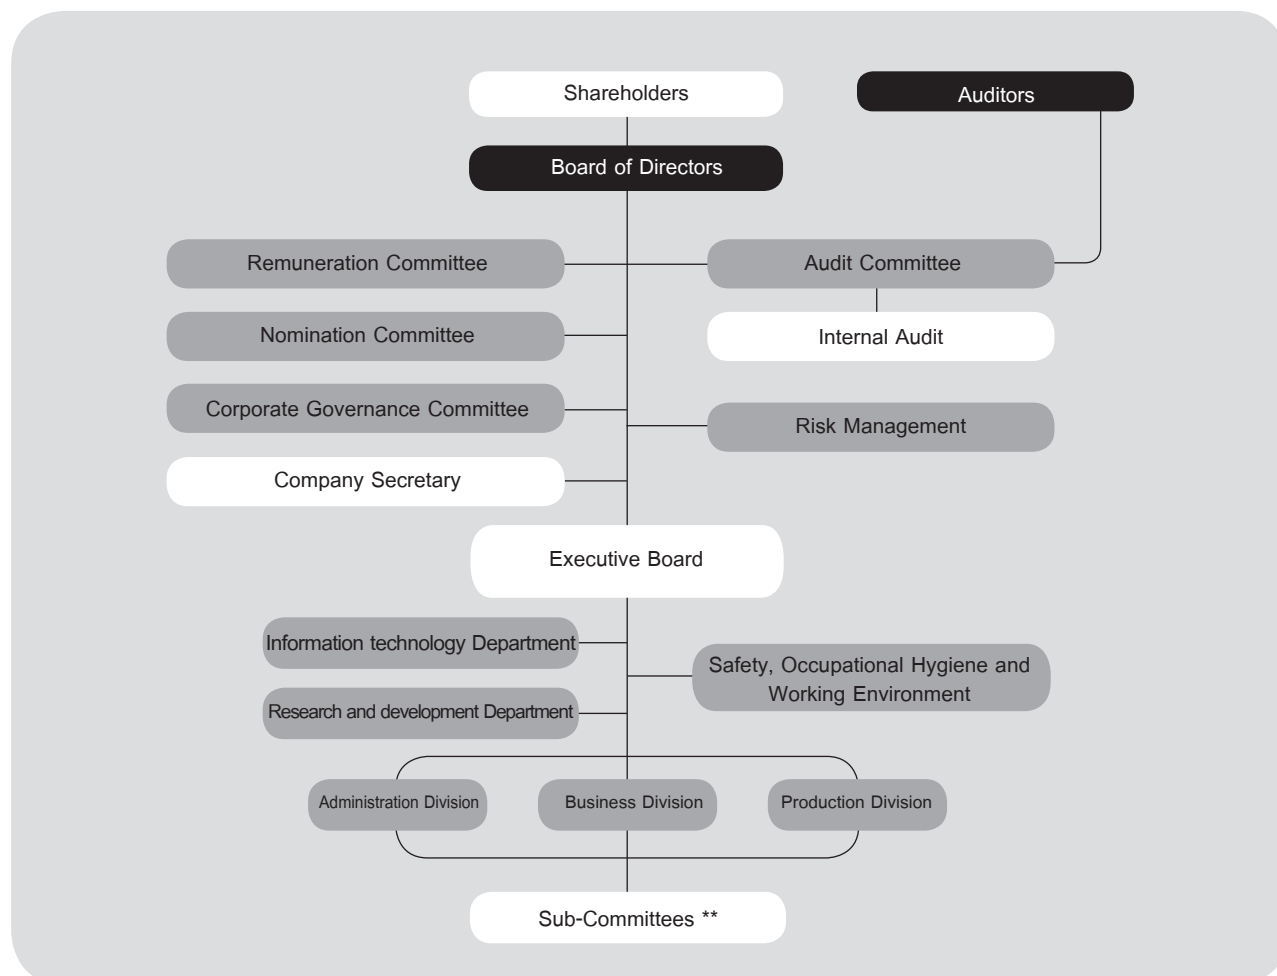 Shareholders
Auditors
Board of Directors
Remuneration Committee
Audit Committee
Nomination Committee
Internal Audit
Corporate Governance Committee
Risk Management
Company Secretary
Executive Board
Information technology Department
Safety, Occupational Hygiene and
Working Environment
Research and development Department
Administration Division
Business Division
Production Division
Sub-Committees **